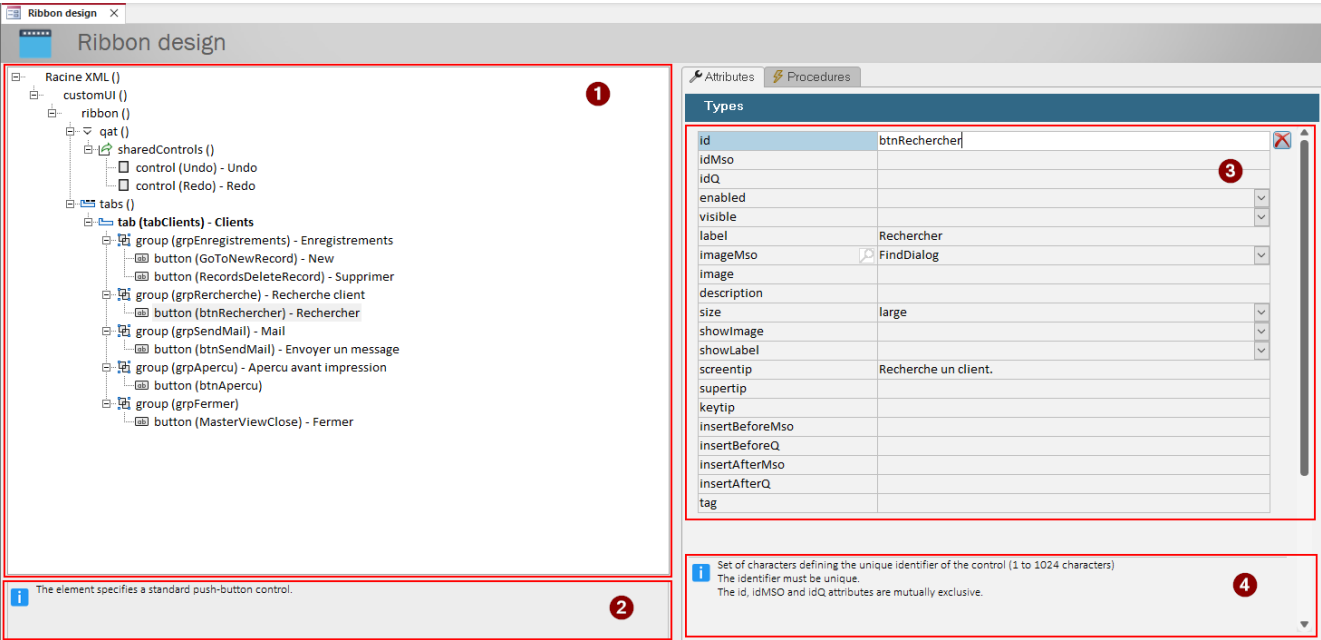 Ribbon design
Ribbon design
Racine XML ()
customUI ()
ribbon ()
qat ()
sharedControls ()
control (Undo) - Undo
control (Redo) - Redo
tabs ()
tab (tabClients) - Clients
group (grpEnregistrements) - Enregistrements
ab button (GoToNewRecord) - New
ab button (RecordsDeleteRecord) - Supprimer
group (grpRercherche) - Recherche client
ab button (btnRechercher) - Rechercher
group (grpSendMail) - Mail
ab button (btnSendMail) - Envoyer un message
group (grpApercu) - Apercu avant impression
ab button (btnApercu)
group (grpFermer)
ab button (MasterViewClose) - Fermer
1
The element specifies a standard push-button control.
2
Attributes Procedures
Types
id btnRechercher
idMso
idQ
enabled
visible
label Rechercher
imageMso FindDialog
image
description
size large
showImage
showLabel
screentip Recherche un client.
supertip
keytip
insertBeforeMso
insertBeforeQ
insertAfterMso
insertAfterQ
tag
3
Set of characters defining the unique identifier of the control (1 to 1024 characters)
The identifier must be unique.
The id, idMSO and idQ attributes are mutually exclusive.
4